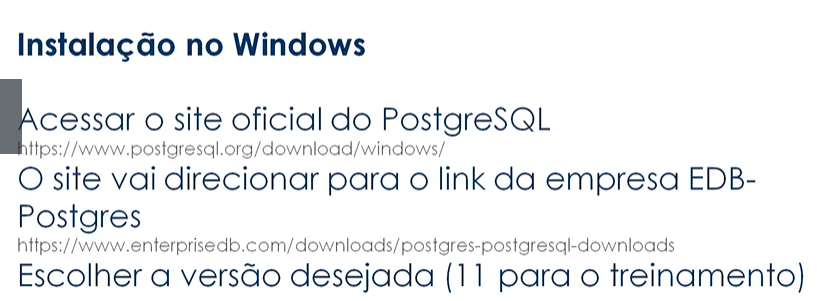 Instalação no Windows
Acessar o site oficial do PostgreSQL
https://www.postgresql.org/download/windows/
O site vai direcionar para o link da empresa EDB-
Postgres
https://www.enterprisedb.com/downloads/postgres-postgresql-downloads
Escolher a versão desejada (11 para o treinamento)